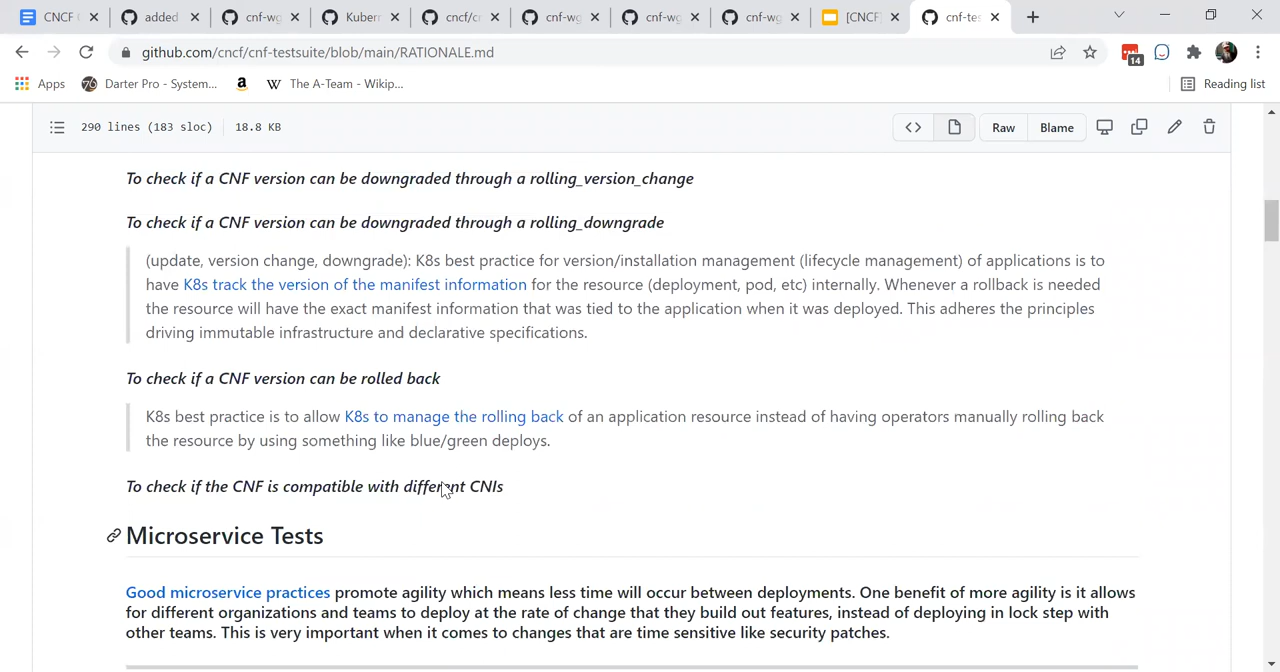 CNCF
added
cnf-wg
Kubern
cncf/cn
cnf-wg
cnf-wg
cnf-wg
[CNCF]
cnf-tes
github.com/cncf/cnf-testsuite/blob/main/RATIONALE.md
14
Apps
Darter Pro - System...
a
W
The A-Team - Wikip...
Reading list
290 lines (183 sloc)
18.8 KB
Raw
Blame
To check if a CNF version can be downgraded through a rolling_version_change
To check if a CNF version can be downgraded through a rolling_downgrade
(update, version change, downgrade): K8s best practice for version/installation management (lifecycle management) of applications is to
have K8s track the version of the manifest information for the resource (deployment, pod, etc) internally. Whenever a rollback is needed
the resource will have the exact manifest information that was tied to the application when it was deployed. This adheres the principles
driving immutable infrastructure and declarative specifications.
To check if a CNF version can be rolled back
K8s best practice is to allow K8s to manage the rolling back of an application resource instead of having operators manually rolling back
the resource by using something like blue/green deploys.
To check if the CNF is compatible with different CNIs
Microservice Tests
Good microservice practices promote agility which means less time will occur between deployments. One benefit of more agility is it allows
for different organizations and teams to deploy at the rate of change that they build out features, instead of deploying in lock step with
other teams. This is very important when it comes to changes that are time sensitive like security patches.